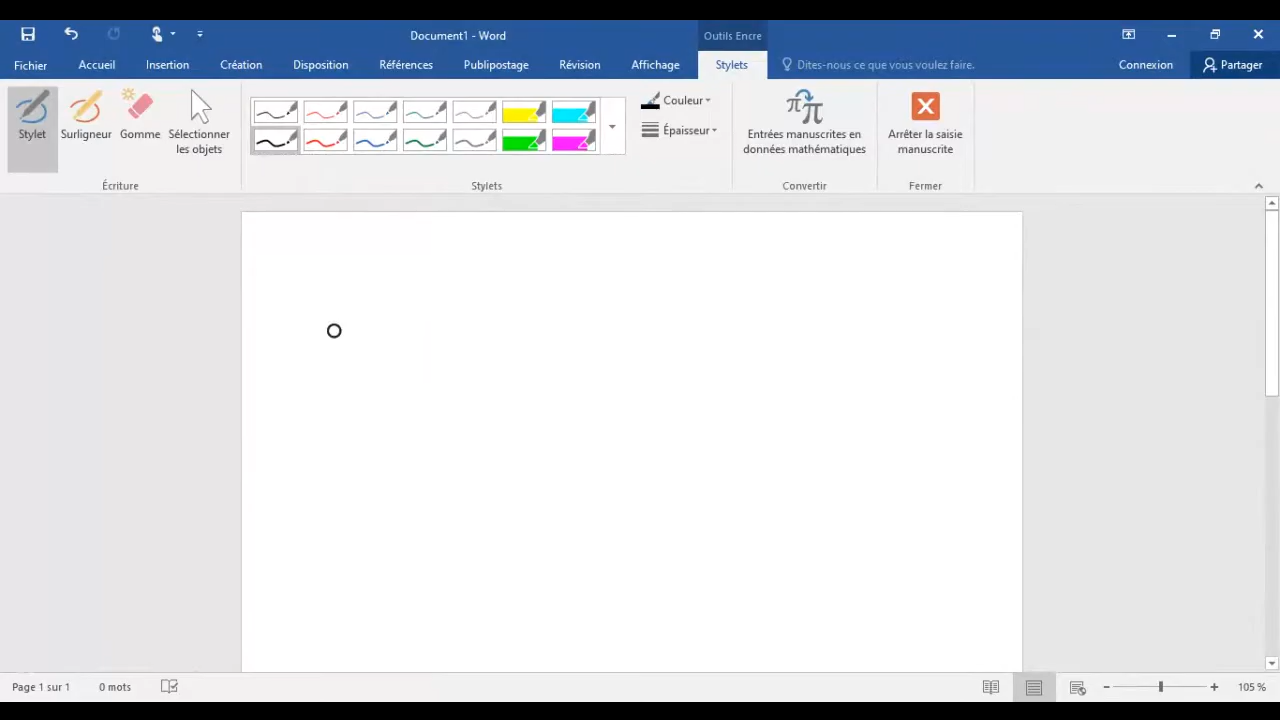 Document1 - Word
Outils Encre
Fichier
Accueil
Insertion
Création
Disposition
Références
Publipostage
Révision
Affichage
Stylets
Dites-nous ce que vous voulez faire.
Connexion
Partager
Stylet
Surligneur
Gomme
Sélectionner
les objets
Écriture
Stylets
Couleur
Épaisseur
Entrées manuscrites en
données mathématiques
Convertir
Arrêter la saisie
manuscrite
Fermer
Page 1 sur 1
0 mots
105 %